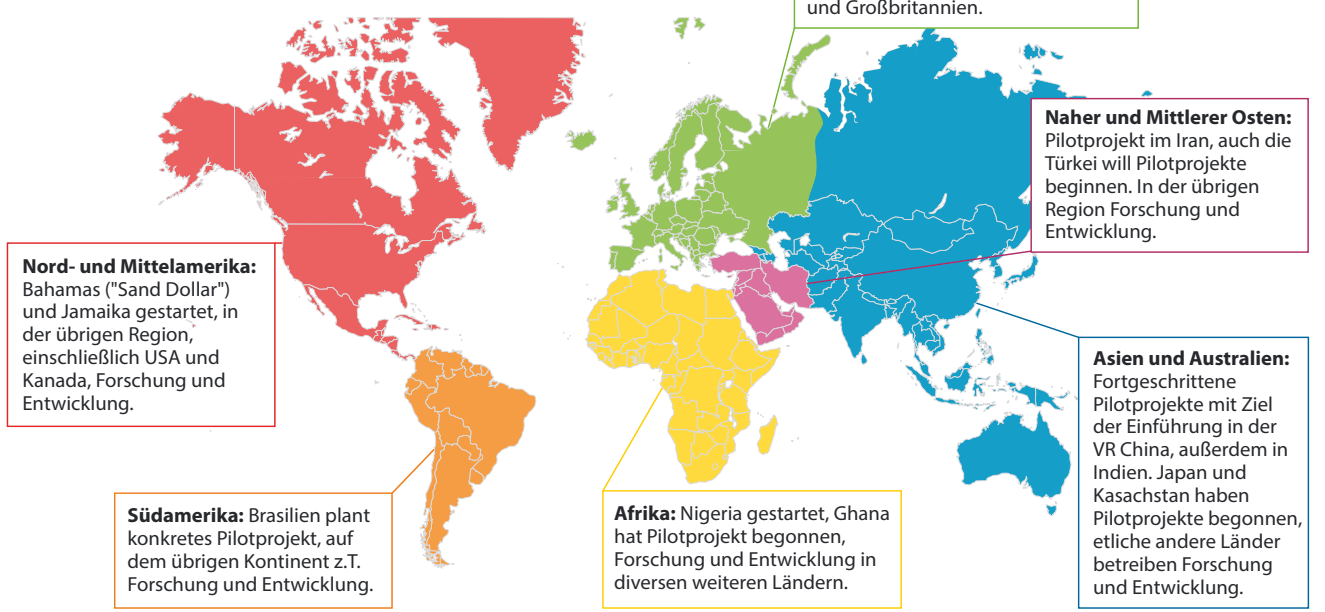 und Großbritannien.
Naher und Mittlerer Osten:
Pilotprojekt im Iran, auch die
Türkei will Pilotprojekte
beginnen. In der übrigen
Region Forschung und
Entwicklung.
Nord- und Mittelamerika:
Bahamas ("Sand Dollar")
und Jamaika gestartet, in
der übrigen Region,
einschließlich USA und
Kanada, Forschung und
Entwicklung.
Asien und Australien:
Fortgeschrittene
Pilotprojekte mit Ziel
der Einführung in der
VR China, außerdem in
Indien. Japan und
Kasachstan haben
Pilotprojekte begonnen,
etliche andere Länder
betreiben Forschung
und Entwicklung.
Südamerika: Brasilien plant
konkretes Pilotprojekt, auf
dem übrigen Kontinent z.T.
Forschung und Entwicklung.
Afrika: Nigeria gestartet, Ghana
hat Pilotprojekt begonnen,
Forschung und Entwicklung in
diversen weiteren Ländern.